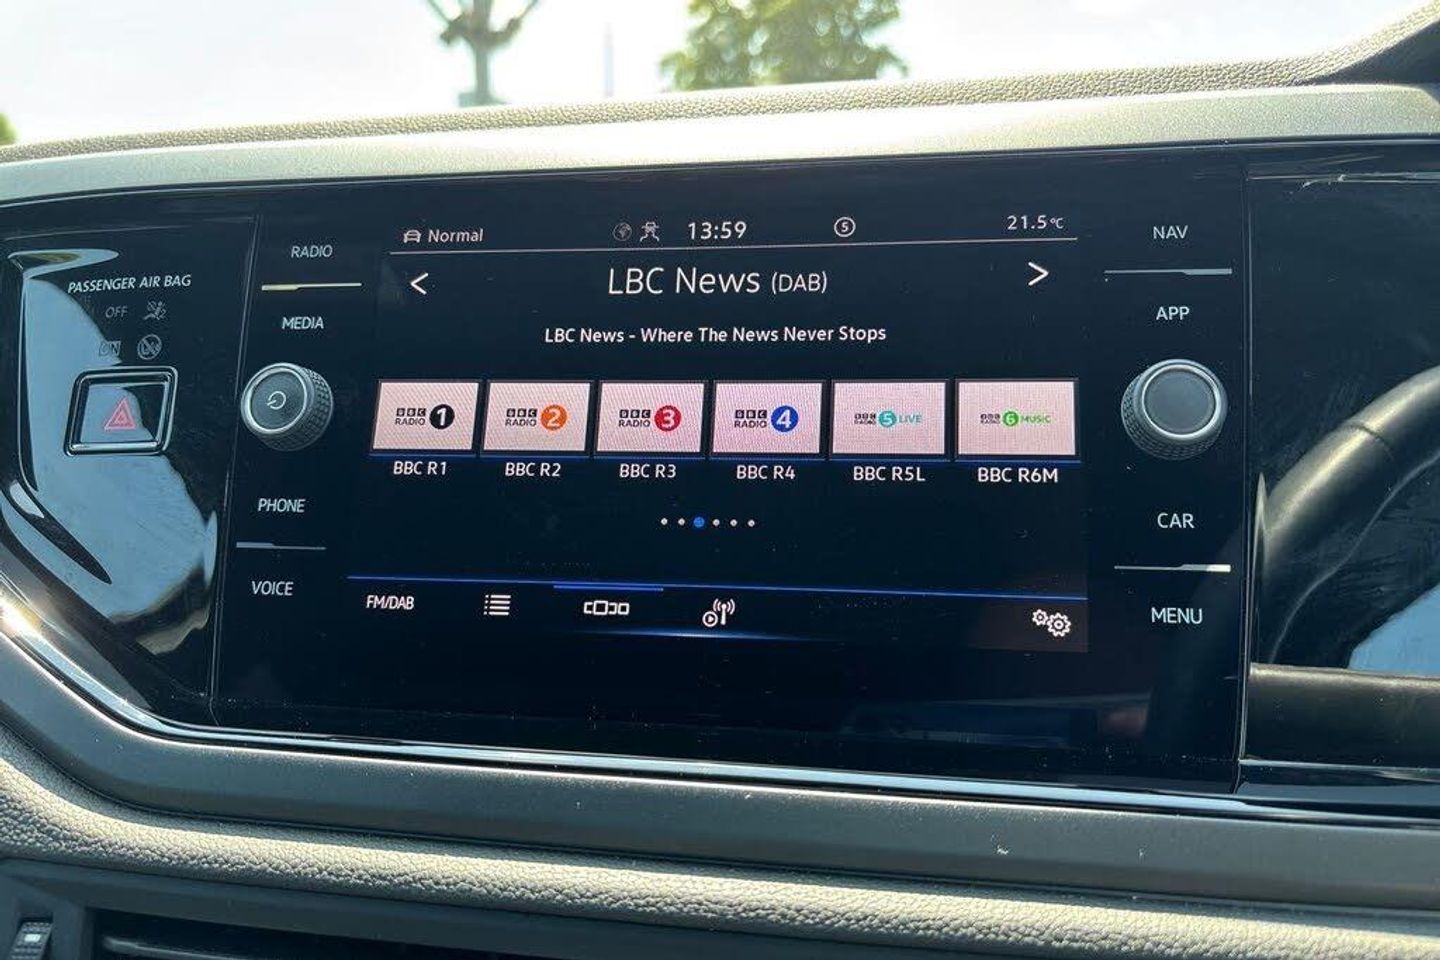 PASSENGER AIR BAG
OFF
ON
RADIO
MEDIA
PHONE
VOICE
Normal
13:59
5
21.5°C
< LBC News (DAB) >
LBC News - Where The News Never Stops
BBC RADIO 1
BBC RADIO 2
BBC RADIO 3
BBC RADIO 4
BBC RADIO 5 LIVE
BBC RADIO 6 MUSIC
BBC R1
BBC R2
BBC R3
BBC R4
BBC R5L
BBC R6M
FM/DAB
NAV
APP
CAR
MENU